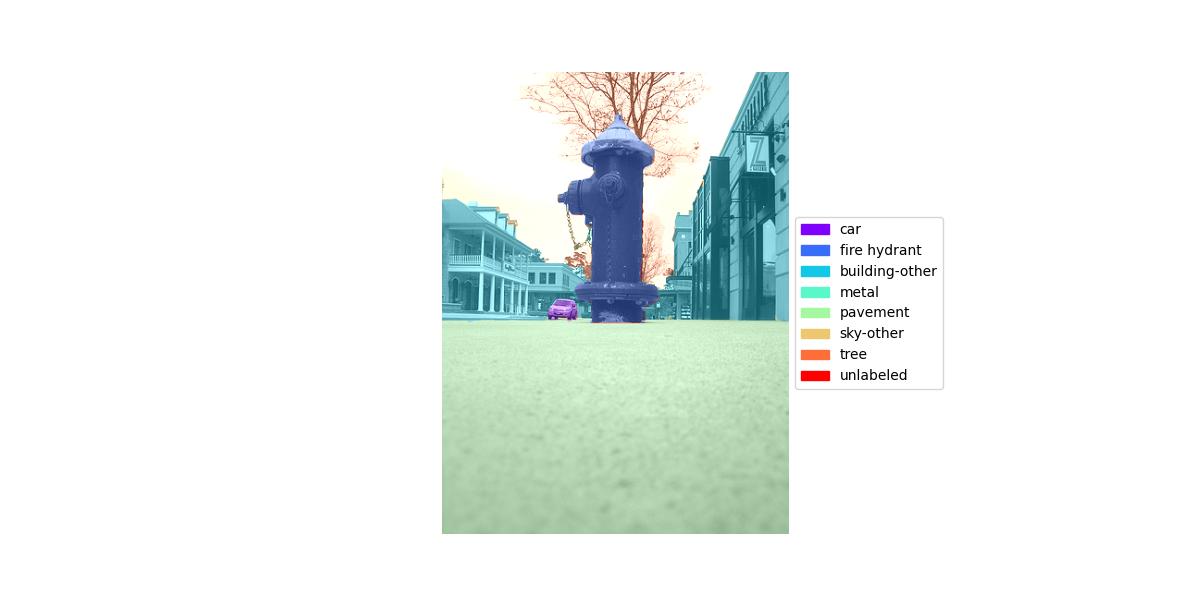 Z
car
fire hydrant
building-other
metal
pavement
sky-other
tree
unlabeled